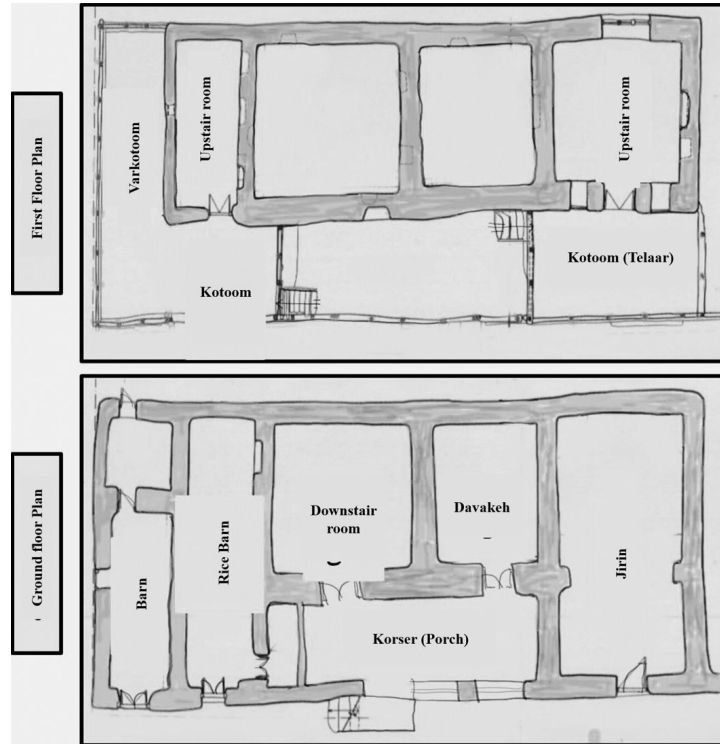 First Floor Plan
Varkotoom
Upstair room
Upstair room
Kotoom
Kotoom (Telaar)
Ground floor Plan
Barn
Rice Barn
Downstair
room
Davakeh
Jirin
Korser (Porch)